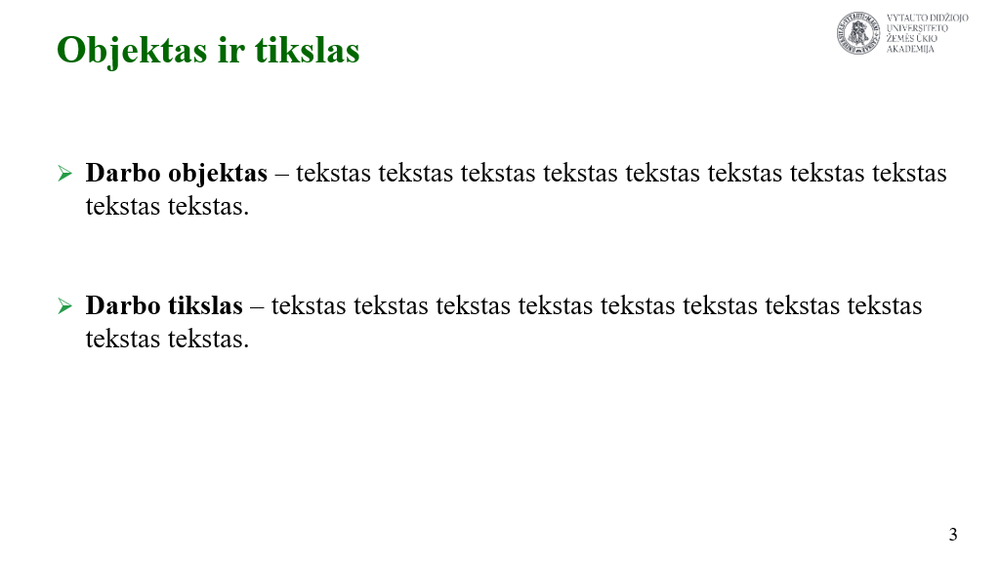 Objektas ir tikslas
VYTAUTO DIDŽIOJO
UNIVERSITETO
ŽEMĖS ŪKIO
AKADEMIJA
➢ Darbo objektas – tekstas tekstas tekstas tekstas tekstas tekstas tekstas tekstas
tekstas tekstas.
➢ Darbo tikslas – tekstas tekstas tekstas tekstas tekstas tekstas tekstas tekstas
tekstas tekstas.
3